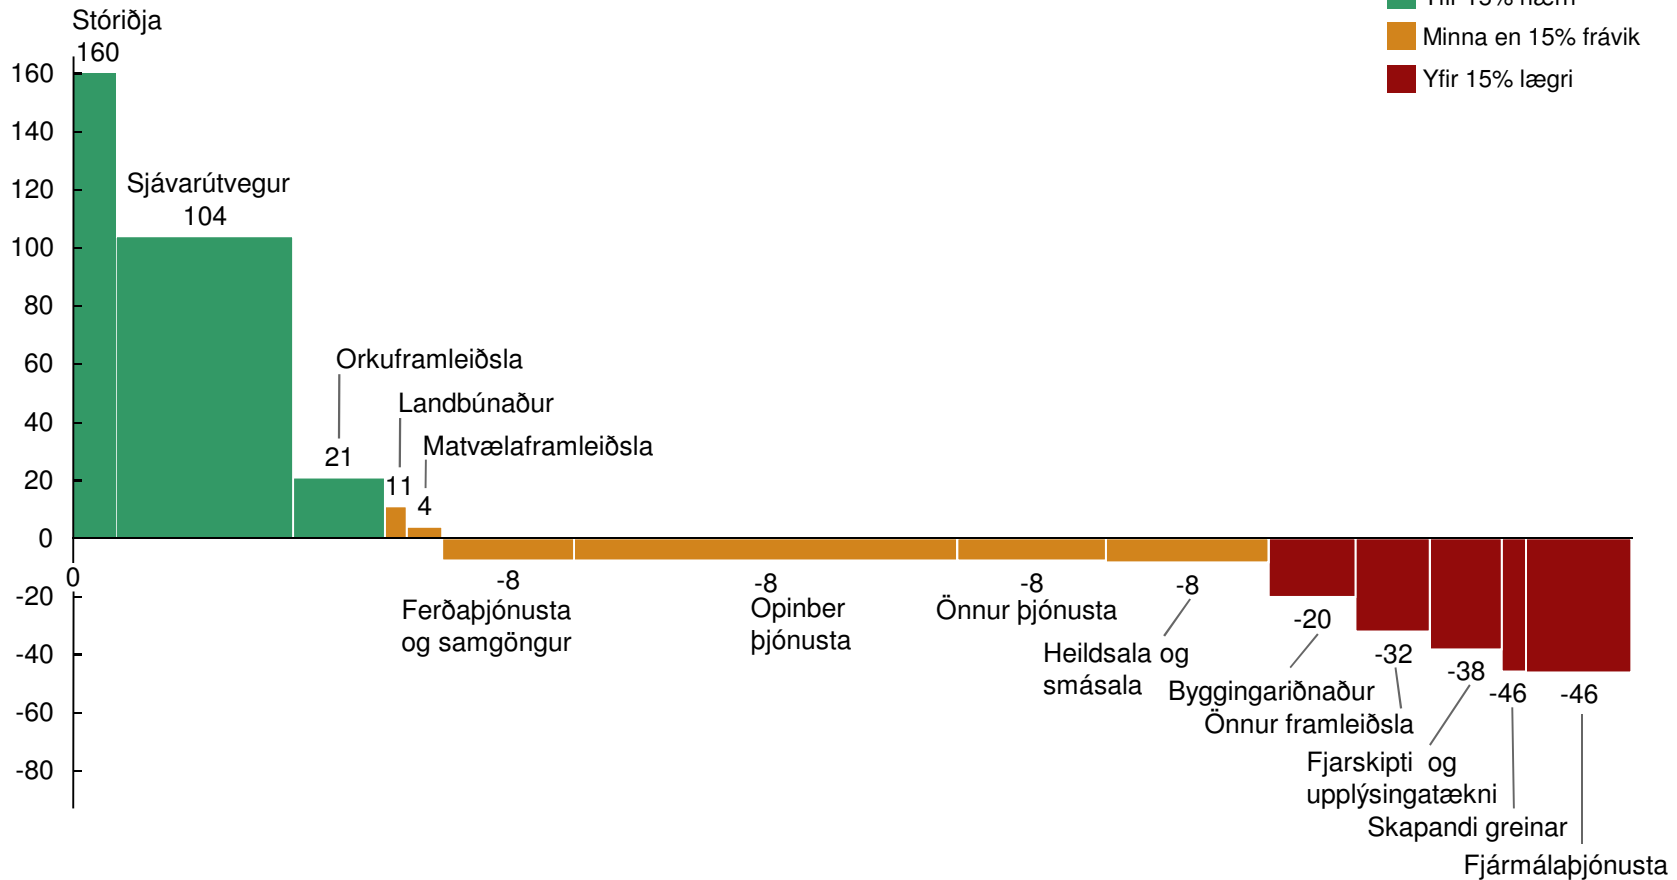 Stóriðja
160
Yfir 15%
Minna en 15% frávik
Yfir 15% lægri
160
140
120
100
80
60
40
20
0
0
-20
-40
-60
-80
Sjávarútvegur
104
Orkuframleiðsla
21
Landbúnaður
11
Matvælaframleiðsla
4
-8
Ferðaþjónusta
og samgöngur
-8
Opinber
þjónusta
-8
Önnur þjónusta
-8
Heildsala og
smásala
-20
Byggingariðnaður
-32
Önnur framleiðsla
-38
Fjarskipti og
upplýsingatækni
-46
Skapandi greinar
-46
Fjármálaþjónusta